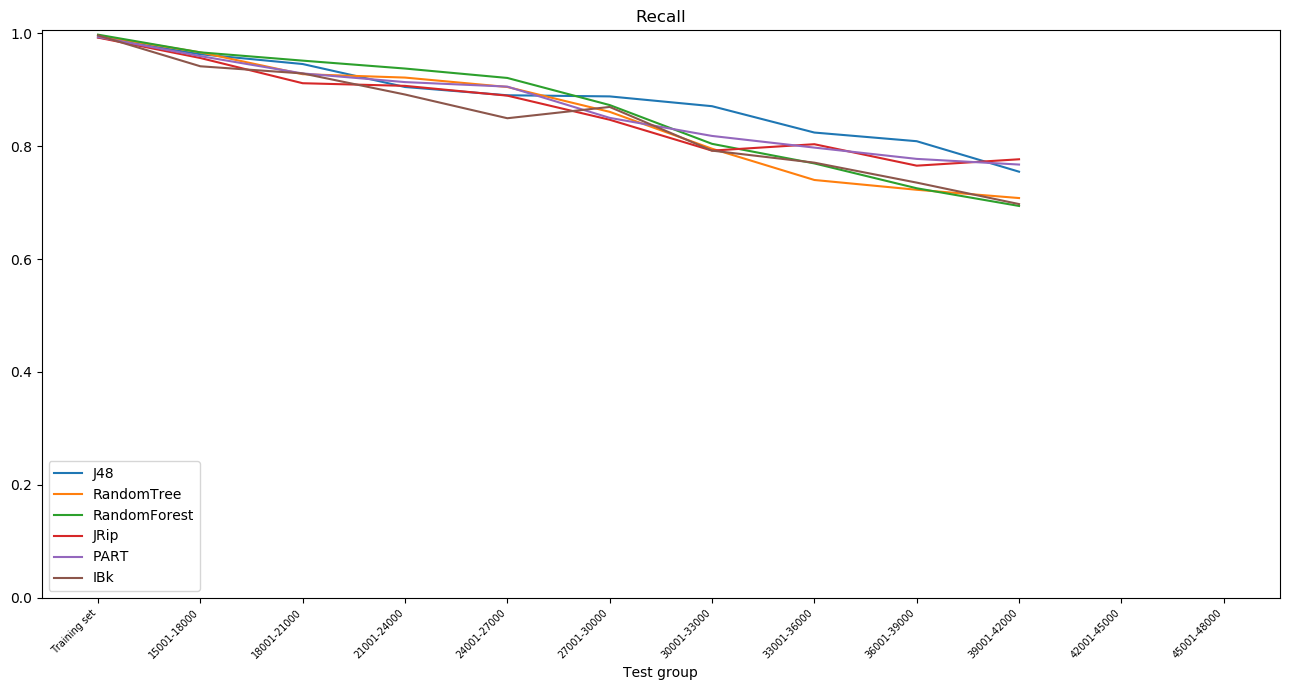 Recall
1.0
0.8
0.6
0.4
0.2
0.0
J48
RandomTree
RandomForest
JRip
PART
IBk
Training set
15001-18000
18001-21000
21001-24000
24001-27000
27001-30000
30001-33000
33001-36000
36001-39000
39001-42000
42001-45000
45001-48000
Test group